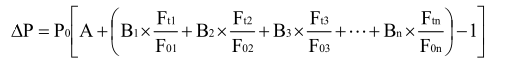 ΔP = P₀[A + (B₁ × Fₜ₁/F₀₁ + B₂ × Fₜ₂/F₀₂ + B₃ × Fₜ₃/F₀₃ + ⋯ + Bₙ × Fₜₙ/F₀ₙ) − 1]